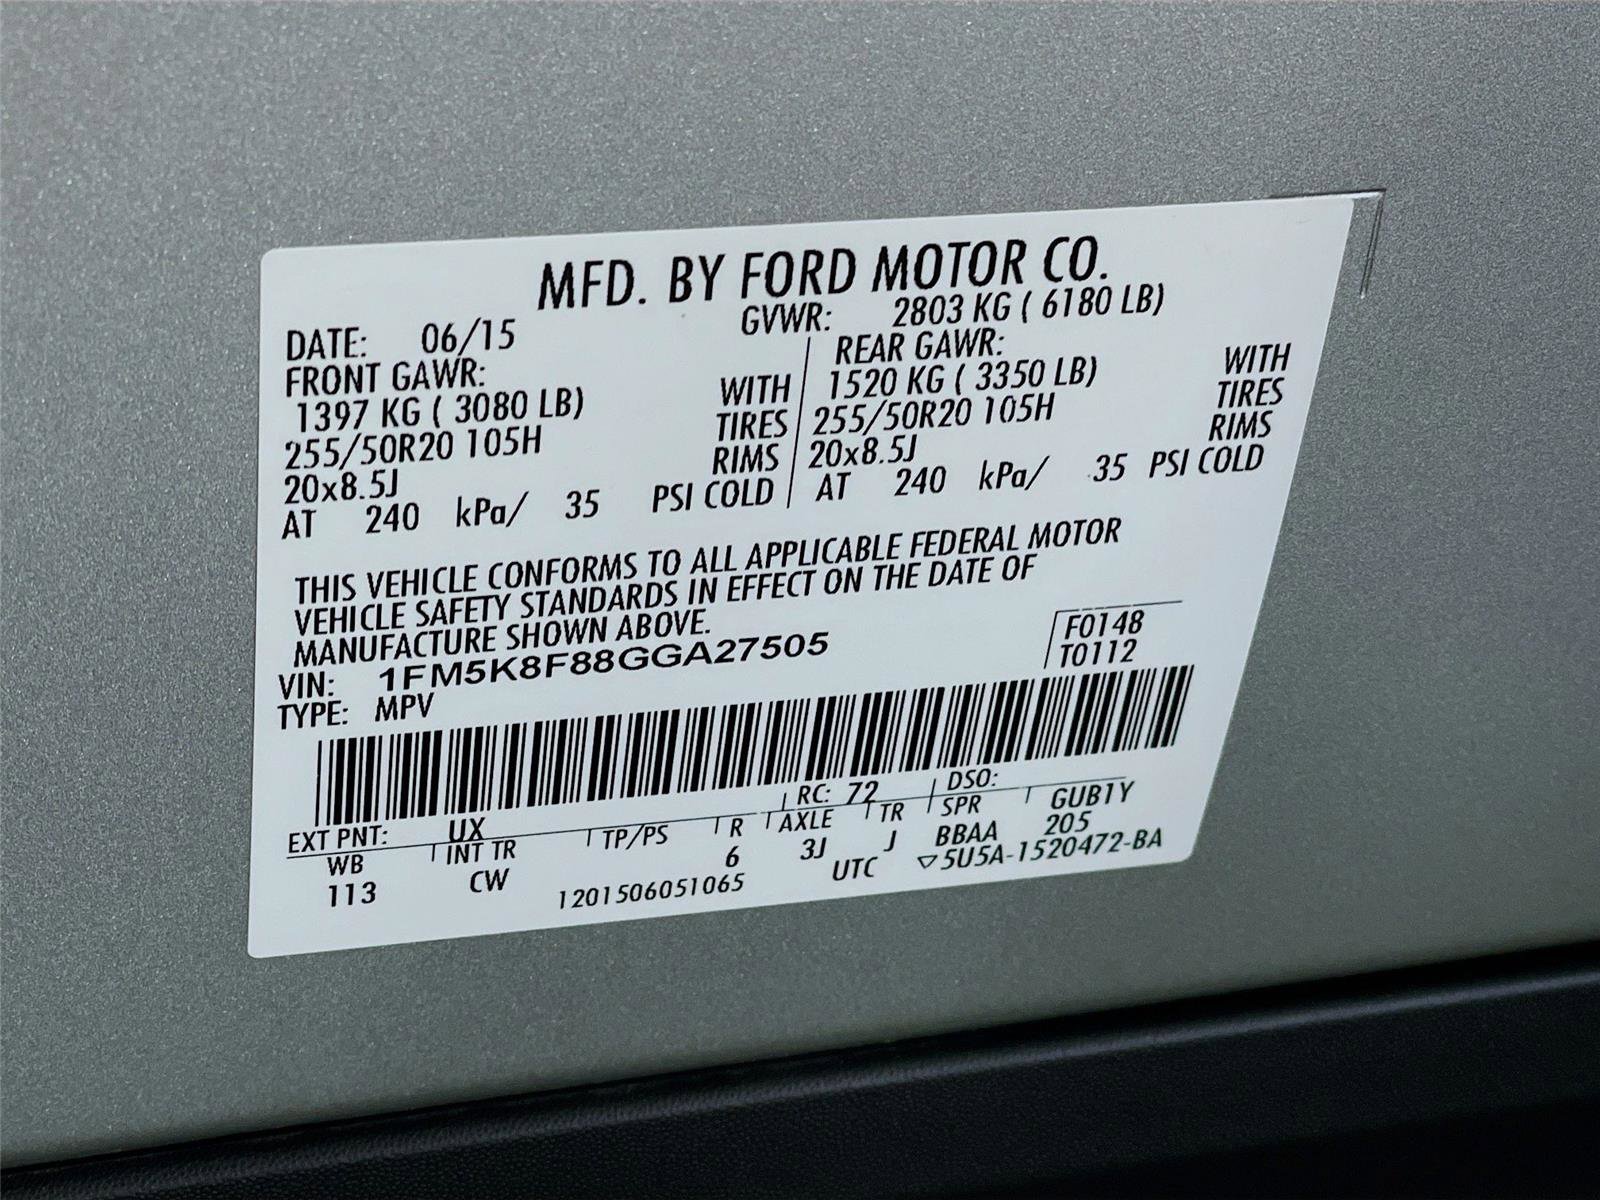 MFD. BY FORD MOTOR CO.
DATE: 06/15 GVWR: 2803 KG ( 6180 LB)
FRONT GAWR: REAR GAWR:
1397 KG ( 3080 LB) WITH 1520 KG ( 3350 LB) WITH
255/50R20 105H TIRES 255/50R20 105H TIRES
20x8.5J RIMS 20x8.5J RIMS
AT 240 kPa/ 35 PSI COLD AT 240 kPa/ 35 PSI COLD
THIS VEHICLE CONFORMS TO ALL APPLICABLE FEDERAL MOTOR
VEHICLE SAFETY STANDARDS IN EFFECT ON THE DATE OF
MANUFACTURE SHOWN ABOVE.
VIN: 1FM5K8F88GGA27505 F0148
TYPE: MPV T0112
EXT PNT: UX RC: 72 DSO:
WB INT TR TP/PS R AXLE TR SPR GUB1Y
113 CW 6 3J J BBAA 205
1201506051065 UTC ▽5U5A-1520472-BA